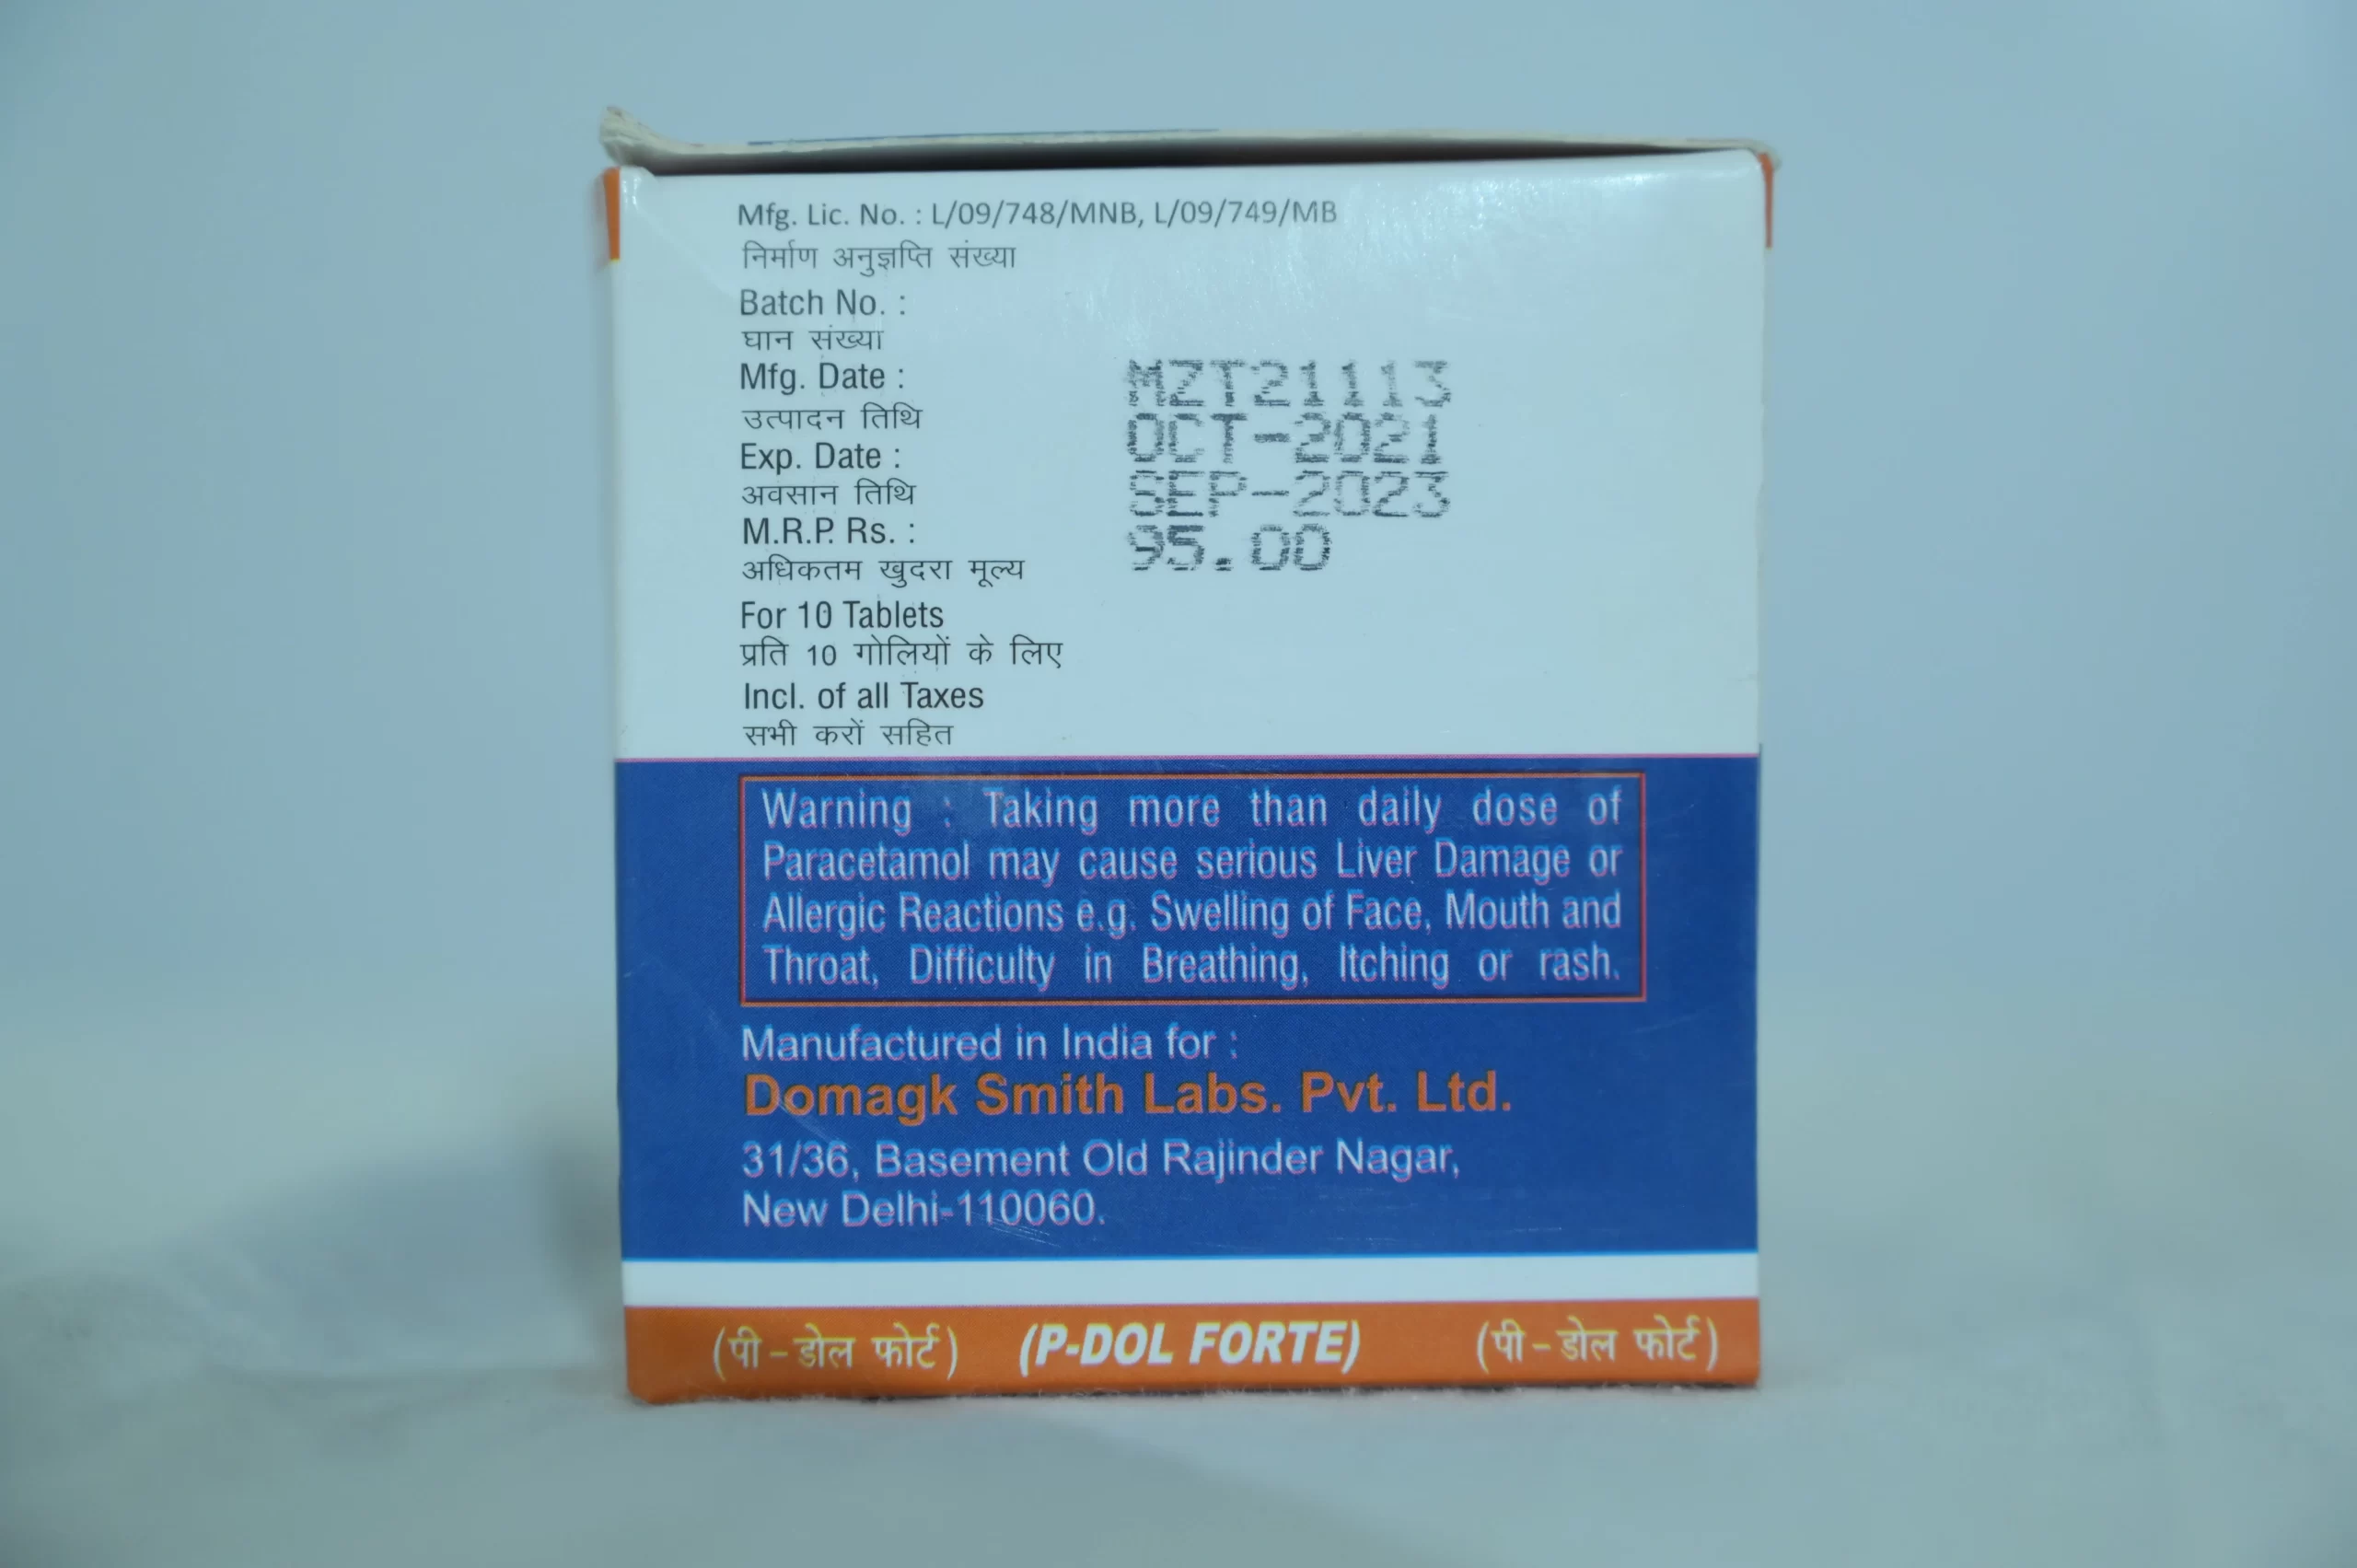 Mfg. Lic. No. : L/09/748/MNB, L/09/749/MB
निर्माण अनुज्ञप्ति संख्या
Batch No. :
घान संख्या
Mfg. Date : MZT21113
उत्पादन तिथि OCT-2021
Exp. Date :
अवसान तिथि SEP-2023
M.R.P. Rs. : 95.00
अधिकतम खुदरा मूल्य
For 10 Tablets
प्रति 10 गोलियों के लिए
Incl. of all Taxes
सभी करों सहित
Warning : Taking more than daily dose of
Paracetamol may cause serious Liver Damage or
Allergic Reactions e.g. Swelling of Face, Mouth and
Throat, Difficulty in Breathing, Itching or rash.
Manufactured in India for :
Domagk Smith Labs. Pvt. Ltd.
31/36, Basement Old Rajinder Nagar,
New Delhi-110060.
(पी-डोल फोर्ट) (P-DOL FORTE) (पी-डोल फोर्ट)